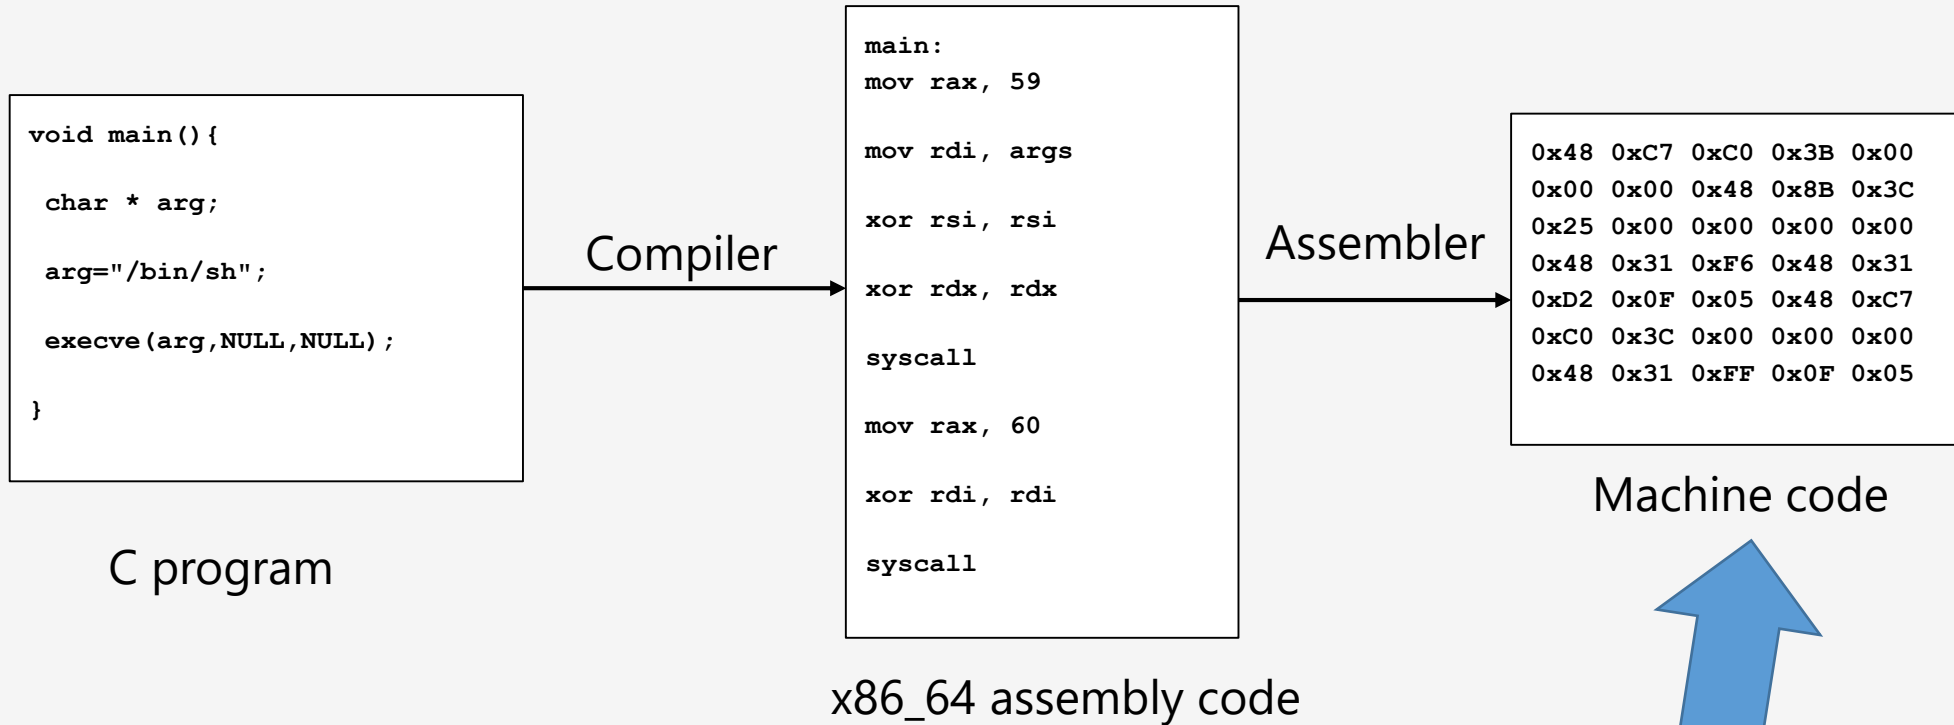 void main(){
char * arg;
arg="/bin/sh";
execve(arg,NULL,NULL);
}
C program
Compiler
main:
mov rax, 59
mov rdi, args
xor rsi, rsi
xor rdx, rdx
syscall
mov rax, 60
xor rdi, rdi
syscall
x86_64 assembly code
Assembler
0x48 0xC7 0xC0 0x3B 0x00
0x00 0x00 0x48 0x8B 0x3C
0x25 0x00 0x00 0x00 0x00
0x48 0x31 0xF6 0x48 0x31
0xD2 0x0F 0x05 0x48 0xC7
0xC0 0x3C 0x00 0x00 0x00
0x48 0x31 0xFF 0x0F 0x05
Machine code